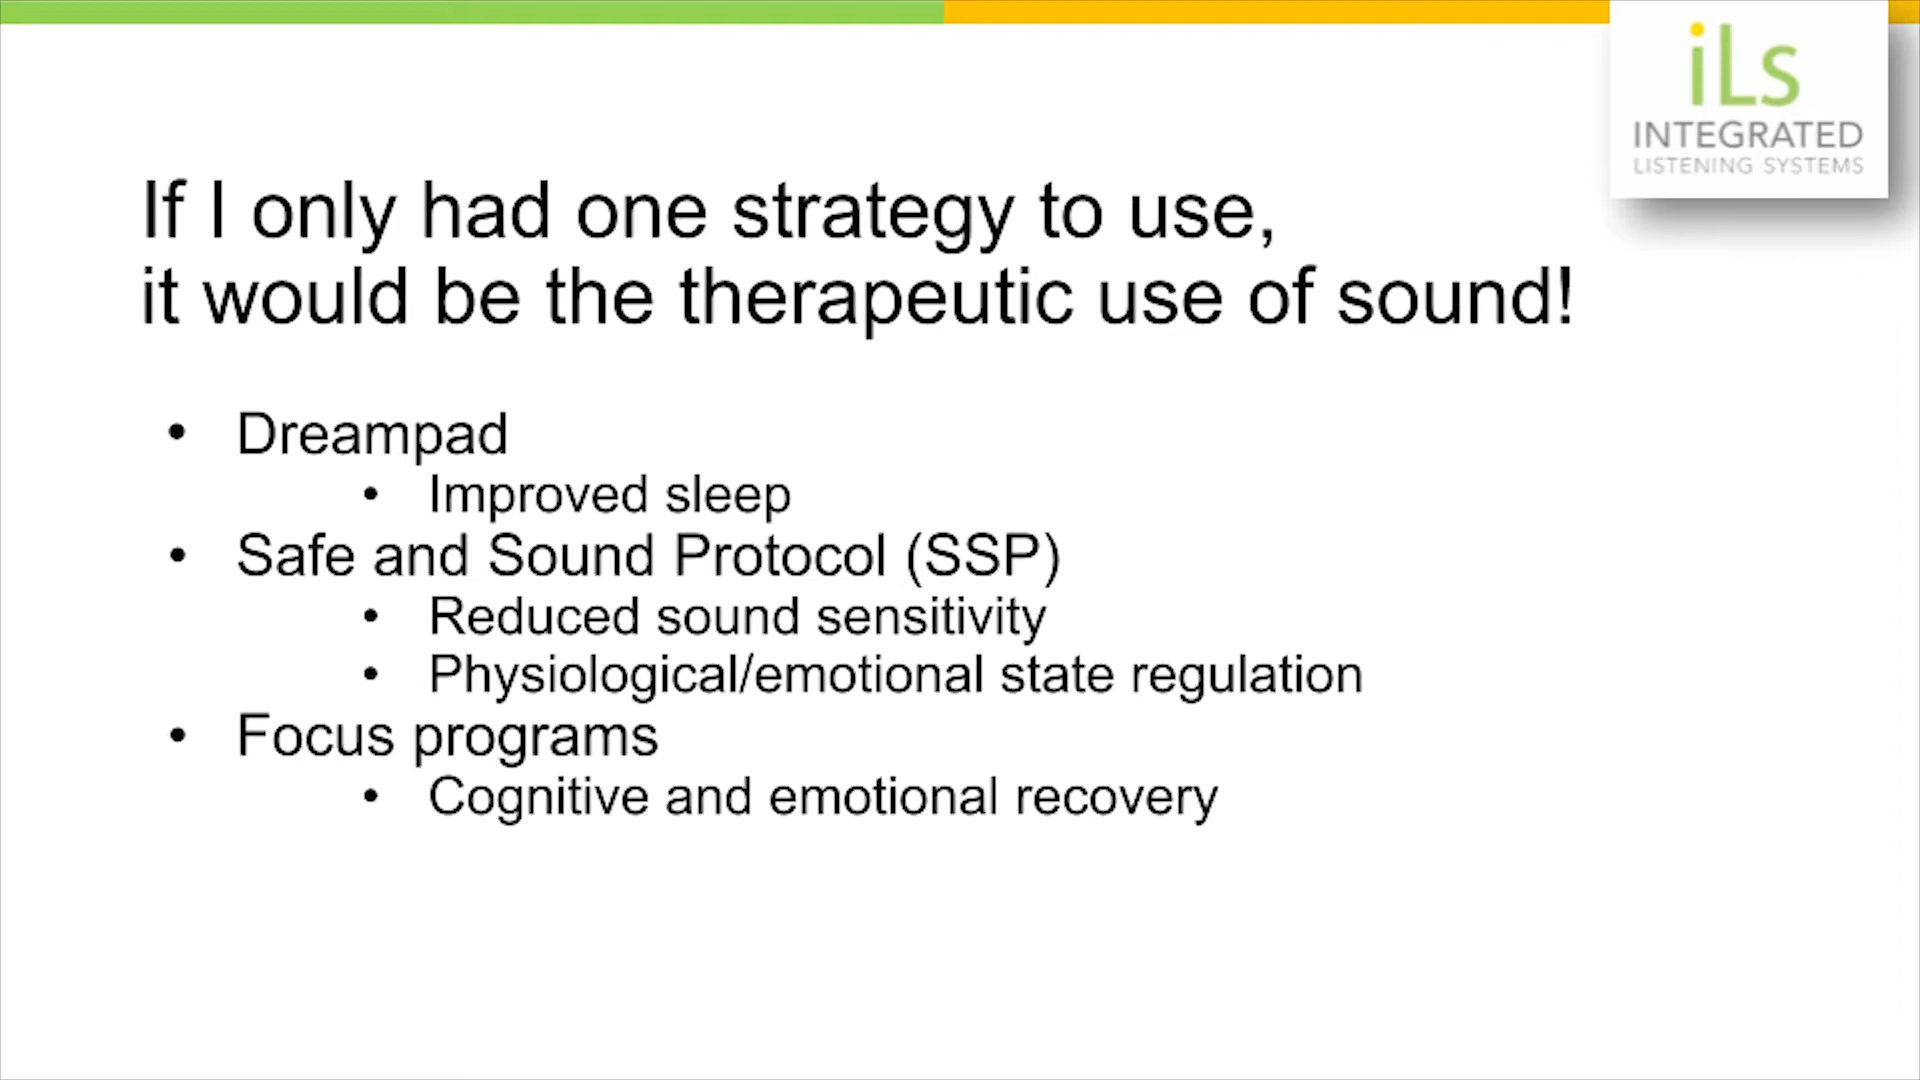 iLs
INTEGRATED
LISTENING SYSTEMS
If I only had one strategy to use,
it would be the therapeutic use of sound!
• Dreampad
• Improved sleep
• Safe and Sound Protocol (SSP)
• Reduced sound sensitivity
• Physiological/emotional state regulation
• Focus programs
• Cognitive and emotional recovery